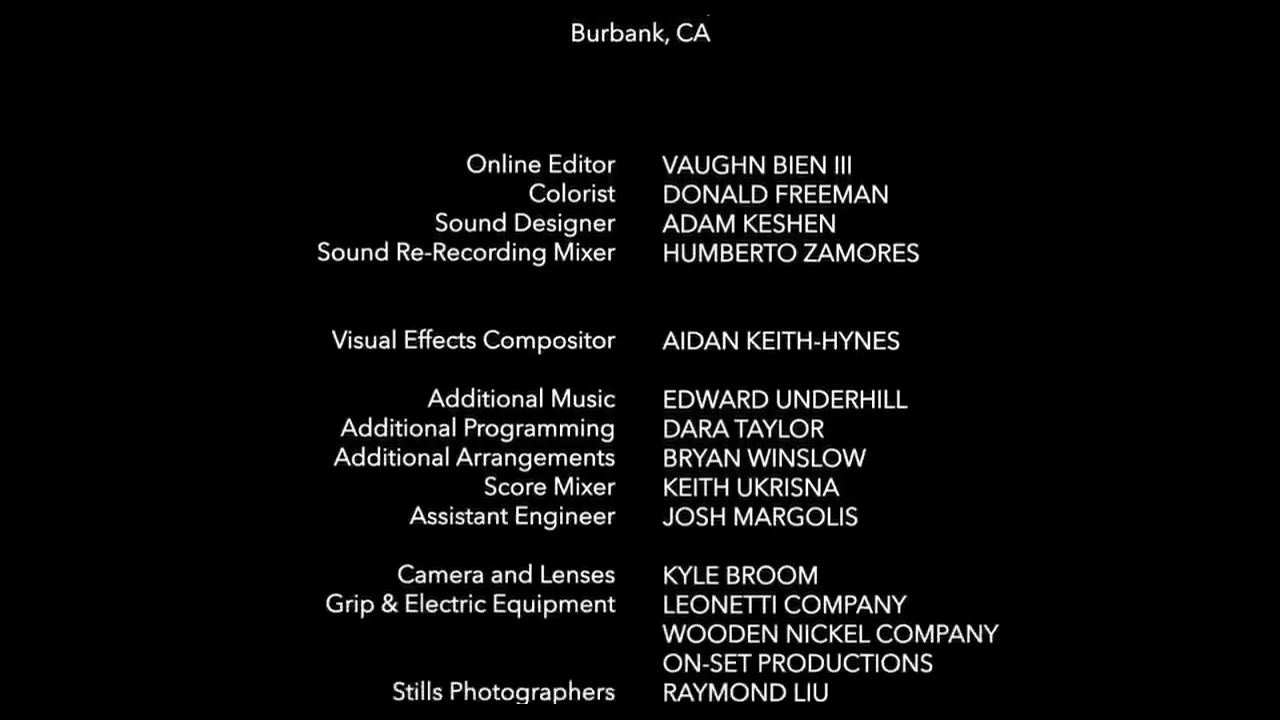 Burbank, CA
Online Editor VAUGHN BIEN III
Colorist DONALD FREEMAN
Sound Designer ADAM KESHEN
Sound Re-Recording Mixer HUMBERTO ZAMORES
Visual Effects Compositor AIDAN KEITH-HYNES
Additional Music EDWARD UNDERHILL
Additional Programming DARA TAYLOR
Additional Arrangements BRYAN WINSLOW
Score Mixer KEITH UKRISNA
Assistant Engineer JOSH MARGOLIS
Camera and Lenses KYLE BROOM
Grip & Electric Equipment LEONETTI COMPANY
WOODEN NICKEL COMPANY
ON-SET PRODUCTIONS
Stills Photographers RAYMOND LIU